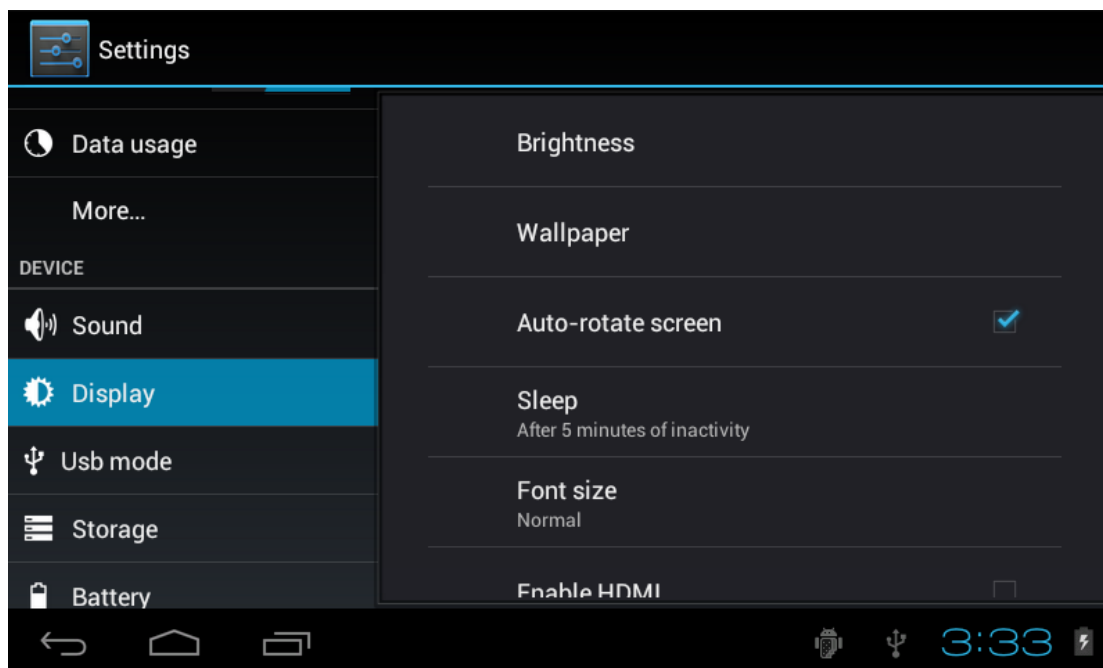 Settings
Data usage
More...
DEVICE
Sound
Display
Usb mode
Storage
Battery
Brightness
Wallpaper
Auto-rotate screen
Sleep
After 5 minutes of inactivity
Font size
Normal
Enable HDMI
3:33